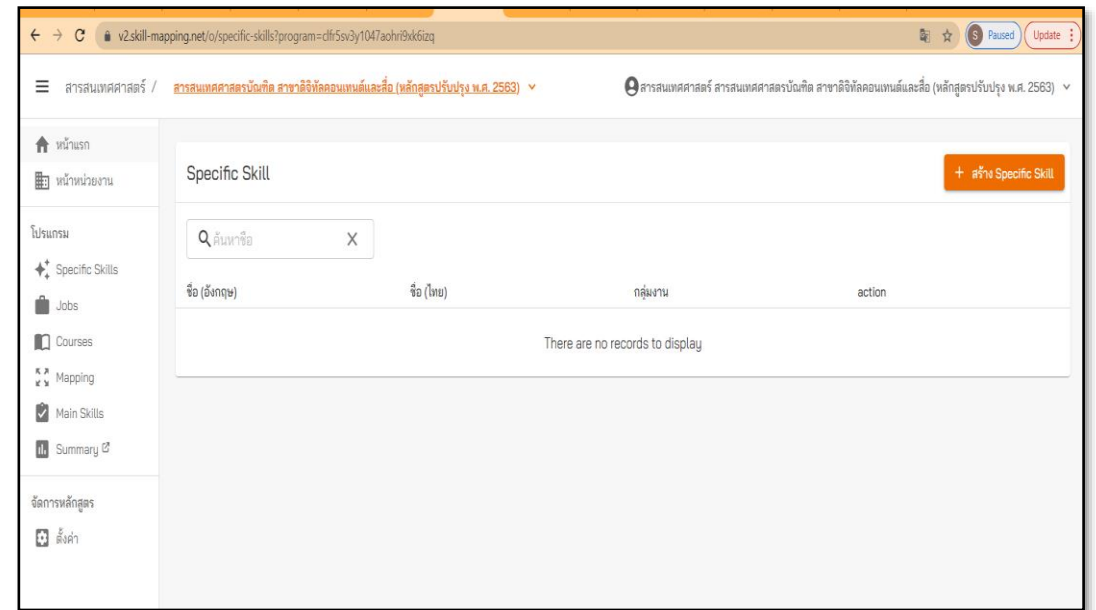 v2.skill-mapping.net/o/specific-skills?program=clfr5sv3y1047aohri9xk6izq
S Paused Update
สารสนเทศศาสตร์ / สารสนเทศศาสตรบัณฑิต สาขาดิจิทัลคอนเทนต์และสื่อ (หลักสูตรปรับปรุง พ.ศ. 2563)
สารสนเทศศาสตร์ สารสนเทศศาสตรบัณฑิต สาขาดิจิทัลคอนเทนต์และสื่อ (หลักสูตรปรับปรุง พ.ศ. 2563)
หน้าแรก
หน้าหน่วยงาน
โปรแกรม
Specific Skills
Jobs
Courses
Mapping
Main Skills
Summary
จัดการหลักสูตร
ตั้งค่า
Specific Skill
+ สร้าง Specific Skill
ค้นหาชื่อ X
ชื่อ (อังกฤษ) ชื่อ (ไทย) กลุ่มงาน action
There are no records to display